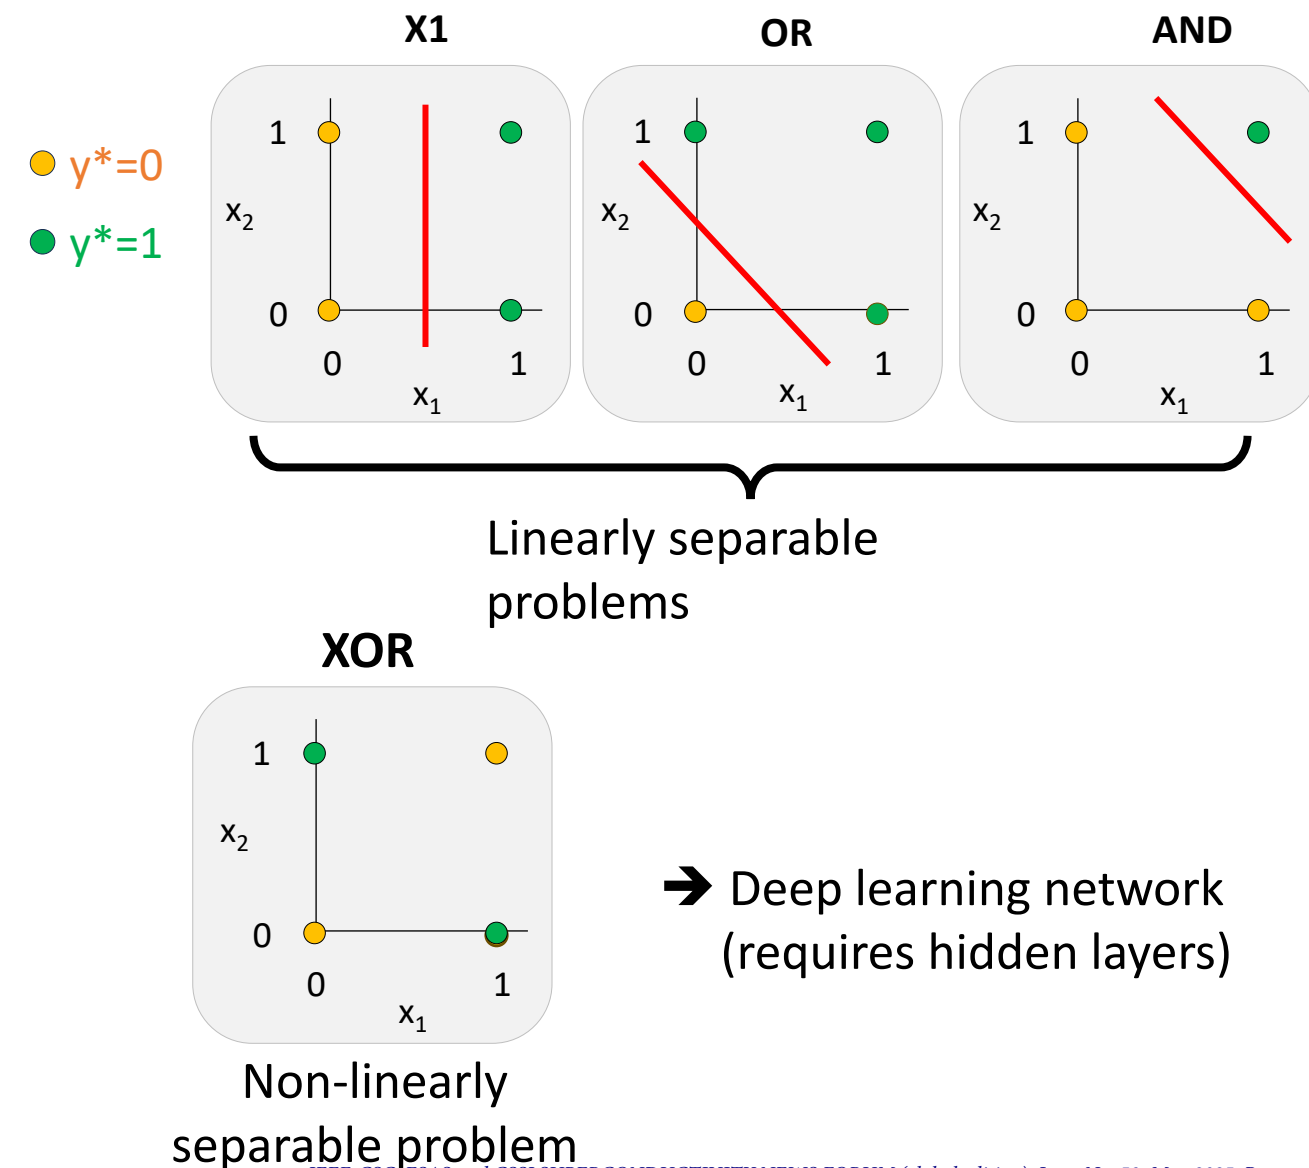 X1
OR
AND
y*=0
y*=1
1
x2
0
0
1
x1
1
x2
0
0
1
x1
1
x2
0
0
1
x1
Linearly separable
problems
XOR
1
x2
0
0
1
x1
➔ Deep learning network
(requires hidden layers)
Non-linearly
separable problem